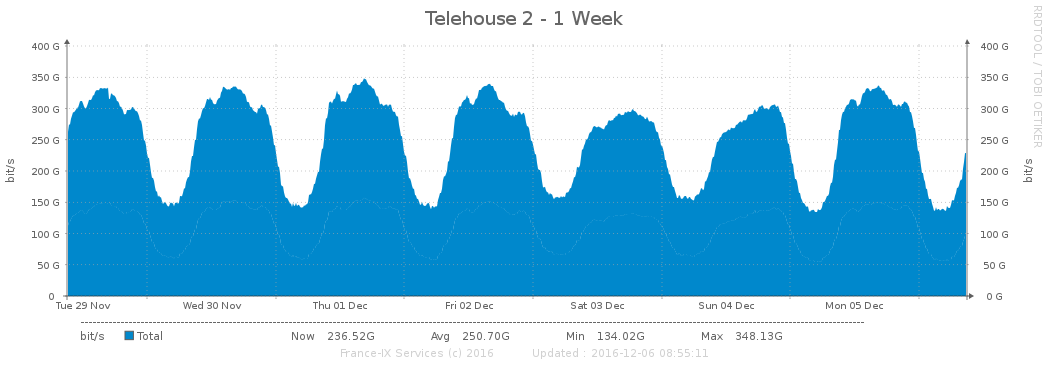 Telehouse 2 - 1 Week
RRDTOOL / TOBI OETIKER
bit/s
400 G 400 G
350 G 350 G
300 G 300 G
250 G 250 G
200 G 200 G
150 G 150 G
100 G 100 G
50 G 50 G
0 0 G
bit/s
Tue 29 Nov Wed 30 Nov Thu 01 Dec Fri 02 Dec Sat 03 Dec Sun 04 Dec Mon 05 Dec
bit/s Total Now 236.52G Avg 250.70G Min 134.02G Max 348.13G
France-IX Services (c) 2016 Updated : 2016-12-06 08:55:11